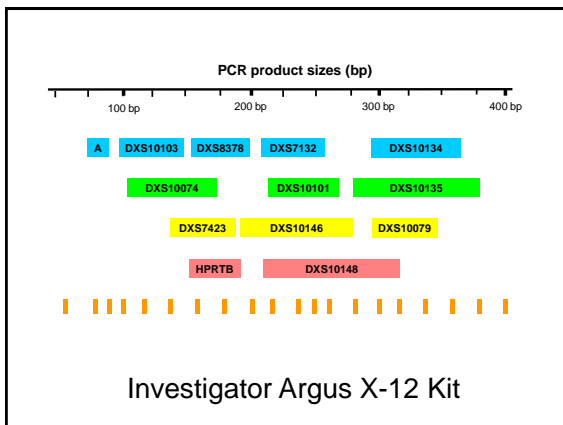 PCR product sizes (bp)
100 bp 200 bp 300 bp 400 bp
A DXS10103 DXS8378 DXS7132 DXS10134
DXS10074 DXS10101 DXS10135
DXS7423 DXS10146 DXS10079
HPRTB DXS10148
Investigator Argus X-12 Kit